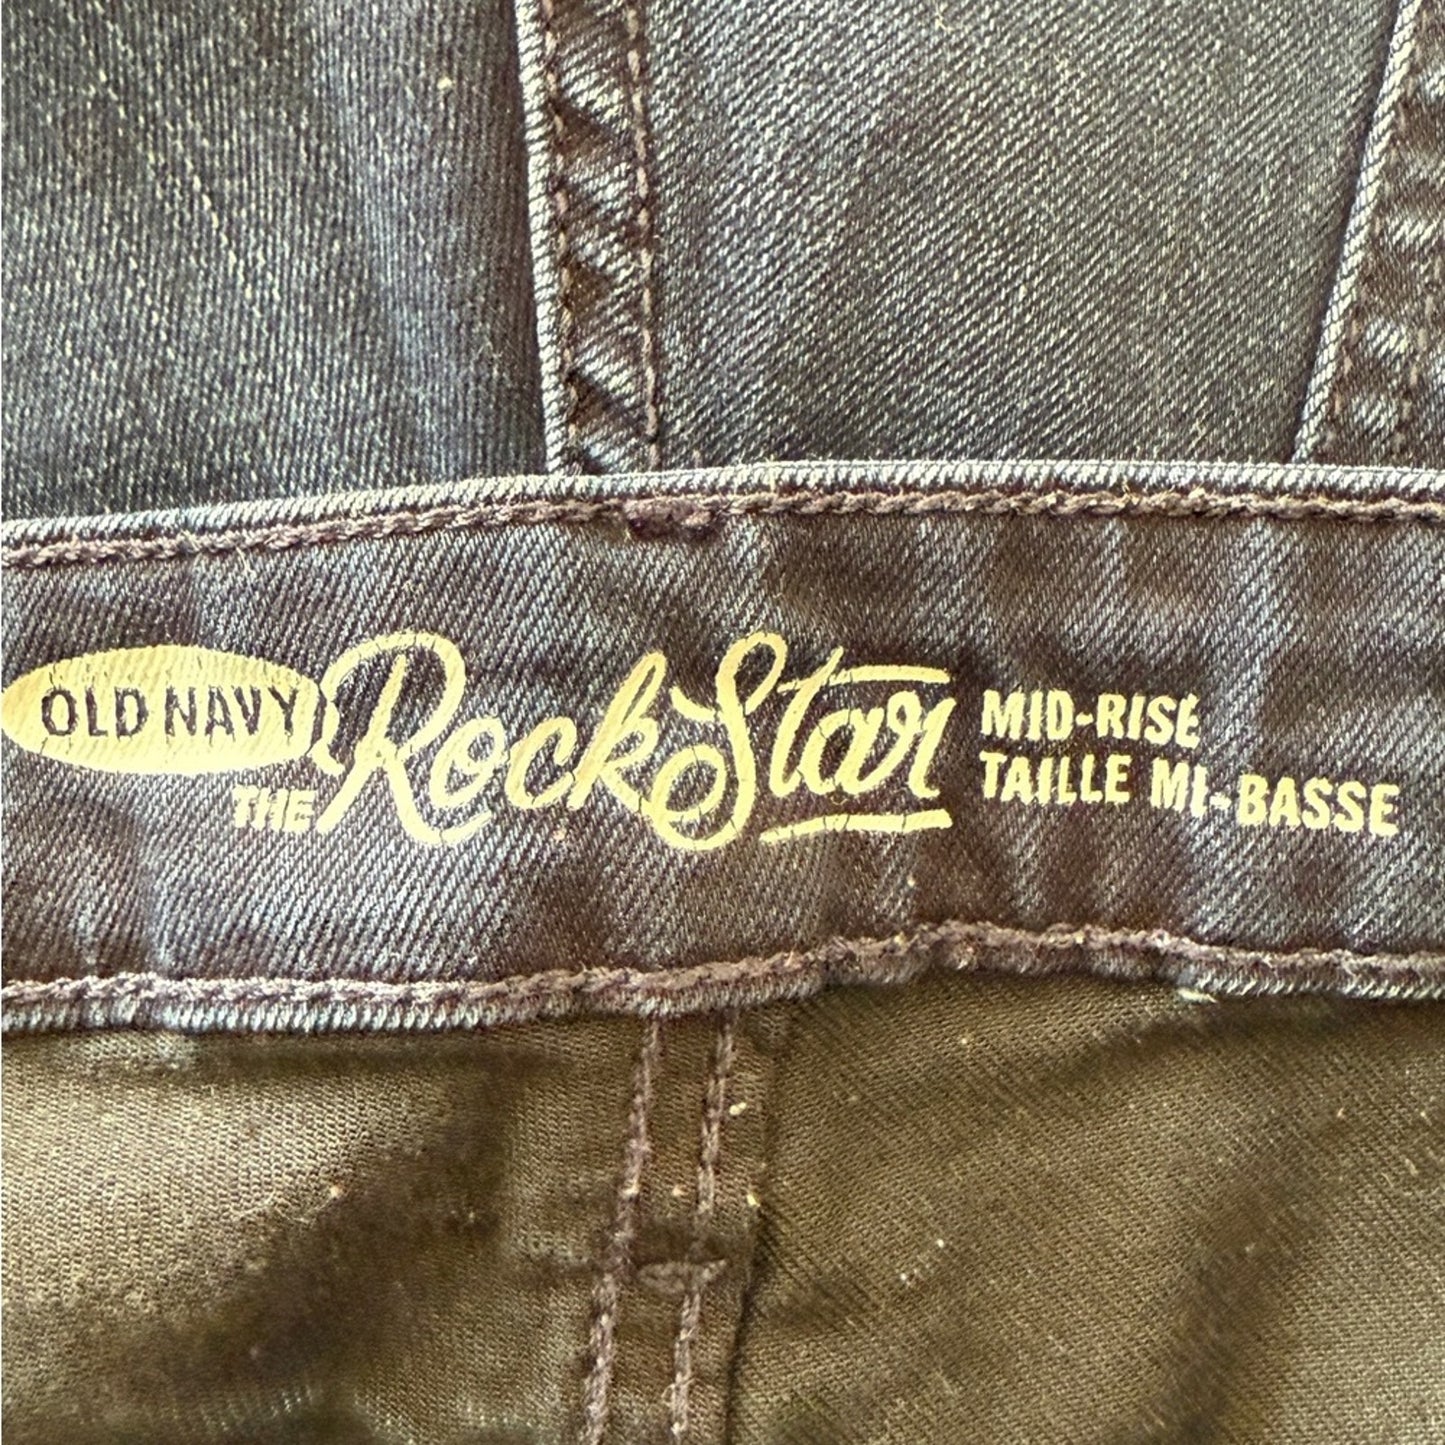 OLD NAVY
THE RockStar
MID-RISE
TAILLE MI-BASSE